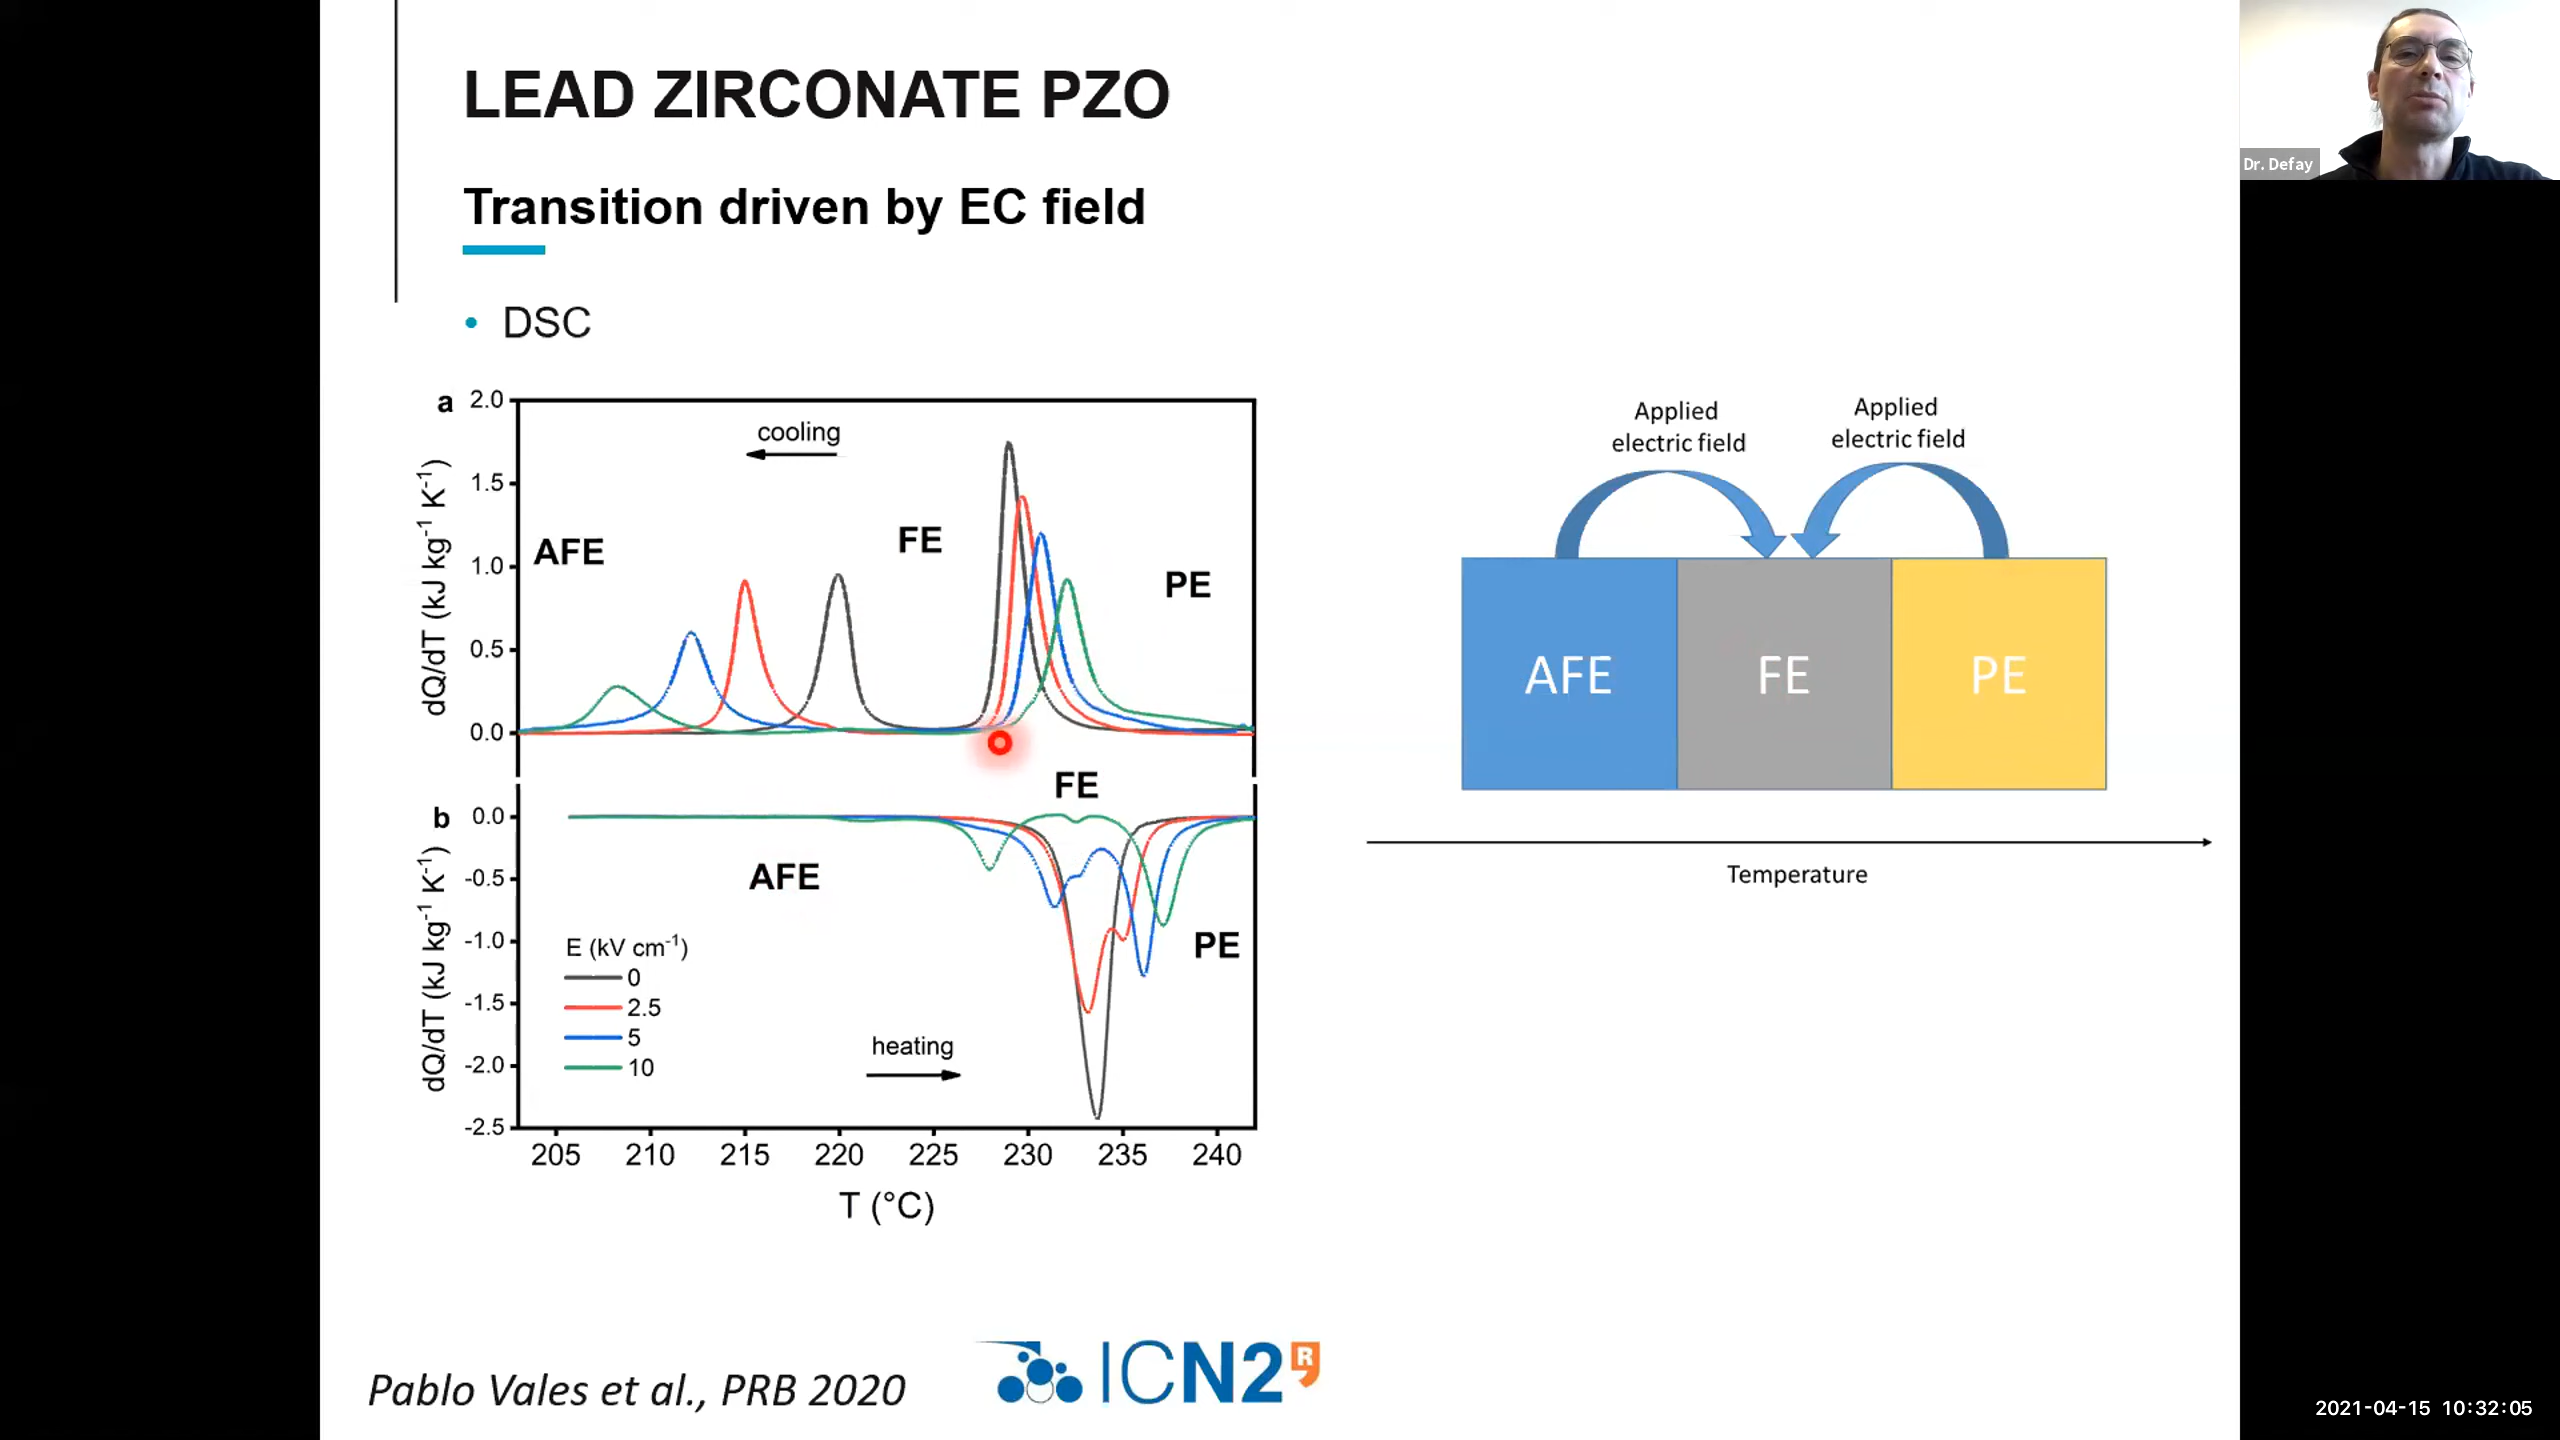 LEAD ZIRCONATE PZO
Transition driven by EC field
• DSC
a
2.0
1.5
1.0
0.5
0.0
dQ/dT (kJ kg⁻¹ K⁻¹)
cooling
AFE
FE
PE
b
0.0
-0.5
-1.0
-1.5
-2.0
-2.5
dQ/dT (kJ kg⁻¹ K⁻¹)
FE
AFE
PE
E (kV cm⁻¹)
0
2.5
5
10
heating
205 210 215 220 225 230 235 240
T (°C)
Applied
electric field
Applied
electric field
AFE FE PE
Temperature
Pablo Vales et al., PRB 2020
ICN2R
Dr. Defay
2021-04-15 10:32:05